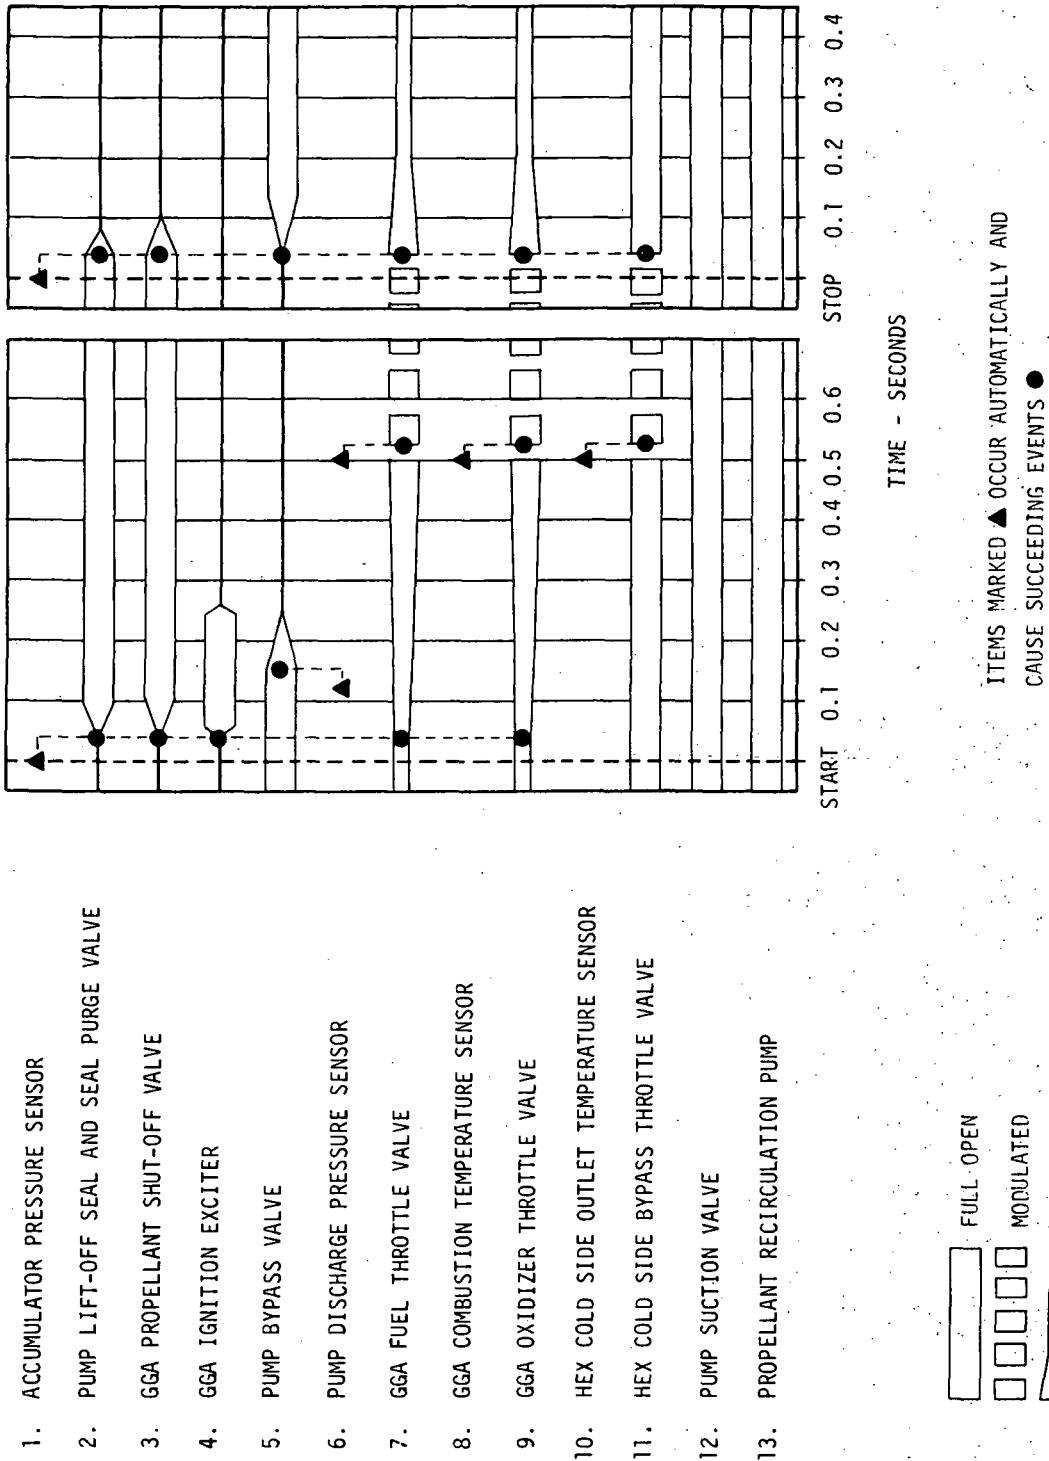 1. ACCUMULATOR PRESSURE SENSOR
2. PUMP LIFT-OFF SEAL AND SEAL PURGE VALVE
3. GGA PROPELLANT SHUT-OFF VALVE
4. GGA IGNITION EXCITER
5. PUMP BYPASS VALVE
6. PUMP DISCHARGE PRESSURE SENSOR
7. GGA FUEL THROTTLE VALVE
8. GGA COMBUSTION TEMPERATURE SENSOR
9. GGA OXIDIZER THROTTLE VALVE
10. HEX COLD SIDE OUTLET TEMPERATURE SENSOR
11. HEX COLD SIDE BYPASS THROTTLE VALVE
12. PUMP SUCTION VALVE
13. PROPELLANT RECIRCULATION PUMP
START 0.1 0.2 0.3 0.4 0.5 0.6 STOP 0.1 0.2 0.3 0.4
TIME - SECONDS
FULL OPEN
MODULATED
ITEMS MARKED ▲ OCCUR AUTOMATICALLY AND
CAUSE SUCCEEDING EVENTS ●